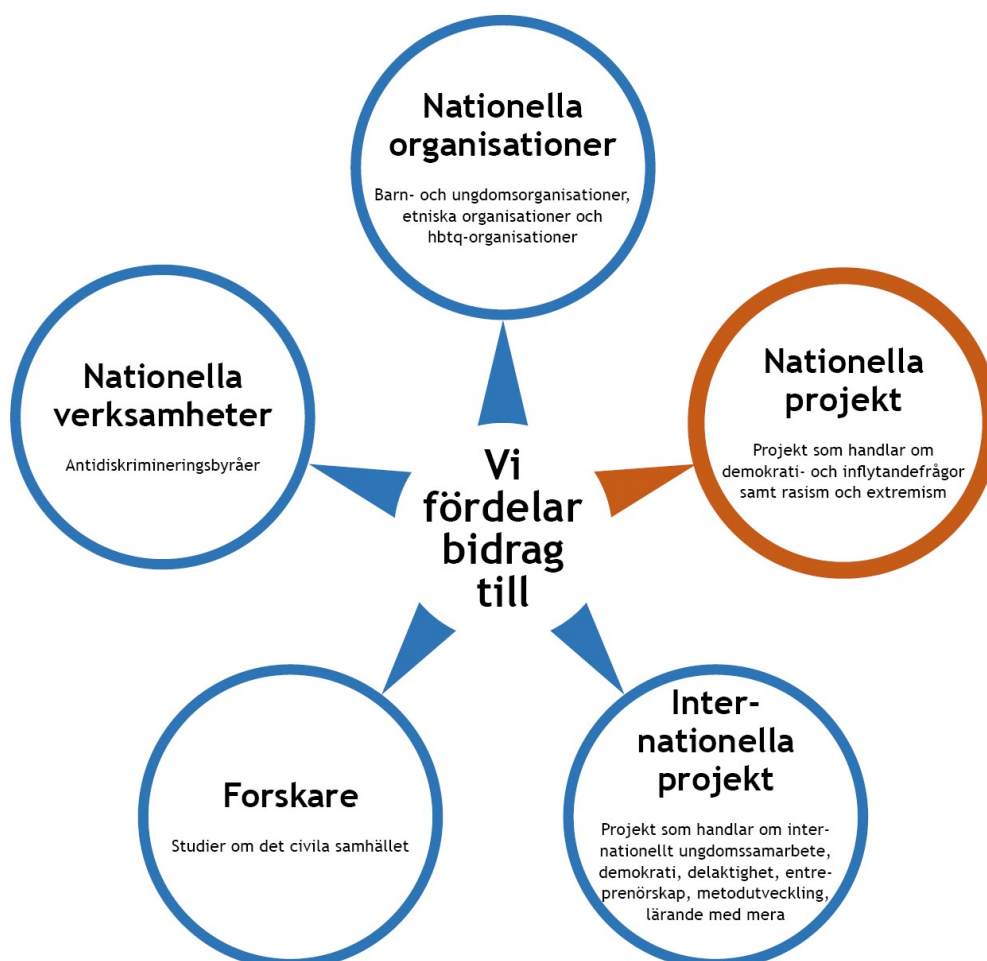 Nationella
organisationer
Barn- och ungdomsorganisationer,
etniska organisationer och
hbtq-organisationer
Nationella
verksamheter
Antidiskrimineringsbyråer
Nationella
projekt
Projekt som handlar om
demokrati- och inflytandefrågor
samt rasism och extremism
Vi
fördelar
bidrag
till
Forskare
Studier om det civila samhället
Inter-
nationella
projekt
Projekt som handlar om inter-
nationellt ungdomssamarbete,
demokrati, delaktighet, entre-
prenörskap, metodutveckling,
lärande med mera